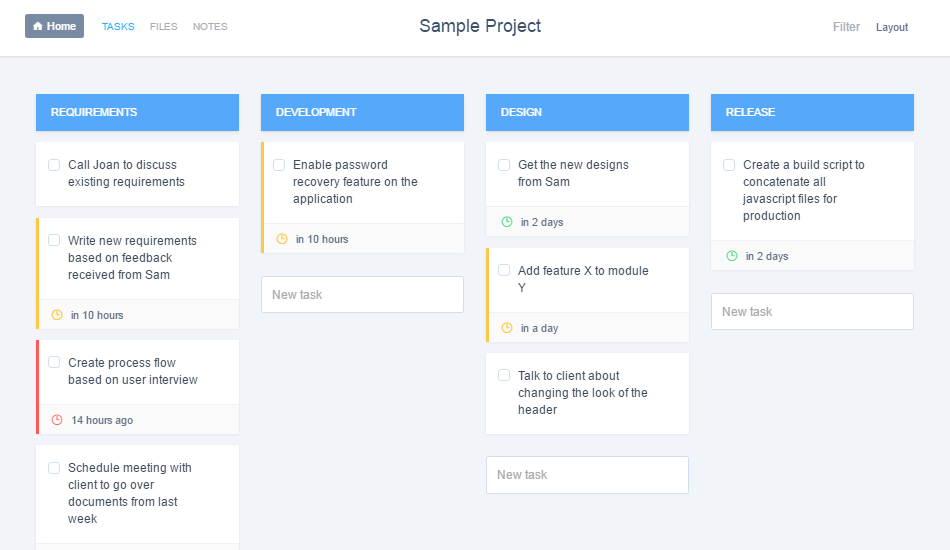 Home TASKS FILES NOTES Sample Project Filter Layout
REQUIREMENTS
Call Joan to discuss
existing requirements
Write new requirements
based on feedback
received from Sam
in 10 hours
Create process flow
based on user interview
14 hours ago
Schedule meeting with
client to go over
documents from last
week
DEVELOPMENT
Enable password
recovery feature on the
application
in 10 hours
New task
DESIGN
Get the new designs
from Sam
in 2 days
Add feature X to module
Y
in a day
Talk to client about
changing the look of the
header
New task
RELEASE
Create a build script to
concatenate all
javascript files for
production
in 2 days
New task